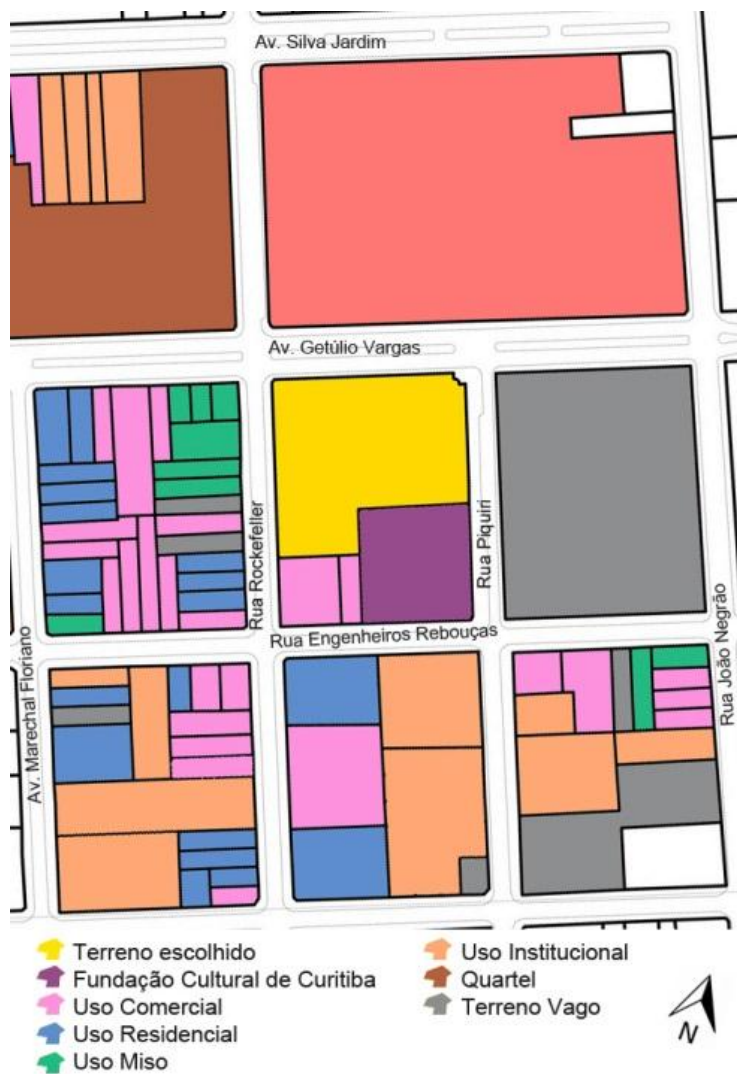 Av. Silva Jardim
Av. Getúlio Vargas
Rua Rockefeller
Rua Piquiri
Rua Engenheiros Rebouças
Av. Marechal Floriano
Rua João Negrão
Terreno escolhido
Fundação Cultural de Curitiba
Uso Comercial
Uso Residencial
Uso Miso
Uso Institucional
Quartel
Terreno Vago
N